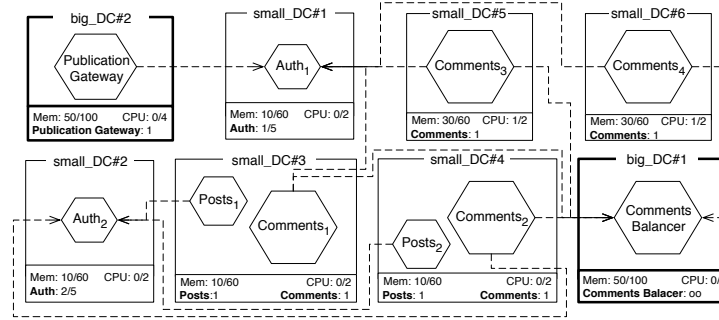 big_DC#2
small_DC#1
small_DC#5
small_DC#6
Publication
Gateway
Auth1
Comments3
Comments4
Mem: 50/100 CPU: 0/4
Publication Gateway: 1
Mem: 10/60 CPU: 0/2
Auth: 1/5
Mem: 30/60 CPU: 1/2
Comments: 1
Mem: 30/60 CPU: 1/2
Comments: 1
small_DC#2
small_DC#3
small_DC#4
big_DC#1
Auth2
Posts1
Comments1
Posts2
Comments2
Comments
Balancer
Mem: 10/60 CPU: 0/2
Auth: 2/5
Mem: 10/60 CPU: 0/2
Posts:1 Comments: 1
Mem: 10/60 CPU: 0/2
Posts: 1 Comments: 1
Mem: 50/100 CPU: 0/
Comments Balacer: oo